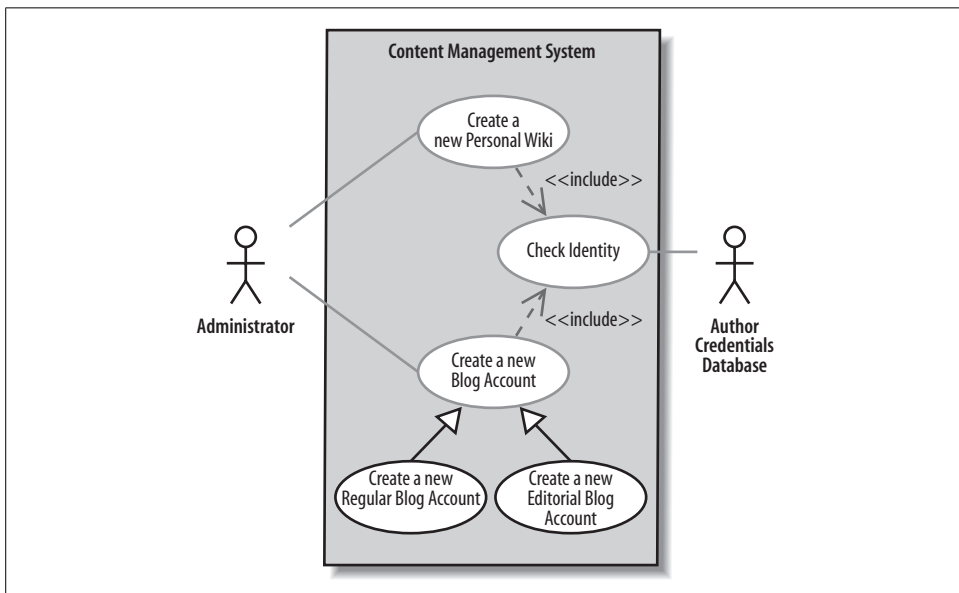 Content Management System
Create a
new Personal Wiki
<<include>>
Check Identity
Administrator
<<include>>
Author
Credentials
Database
Create a new
Blog Account
Create a new
Regular Blog Account
Create a new
Editorial Blog
Account